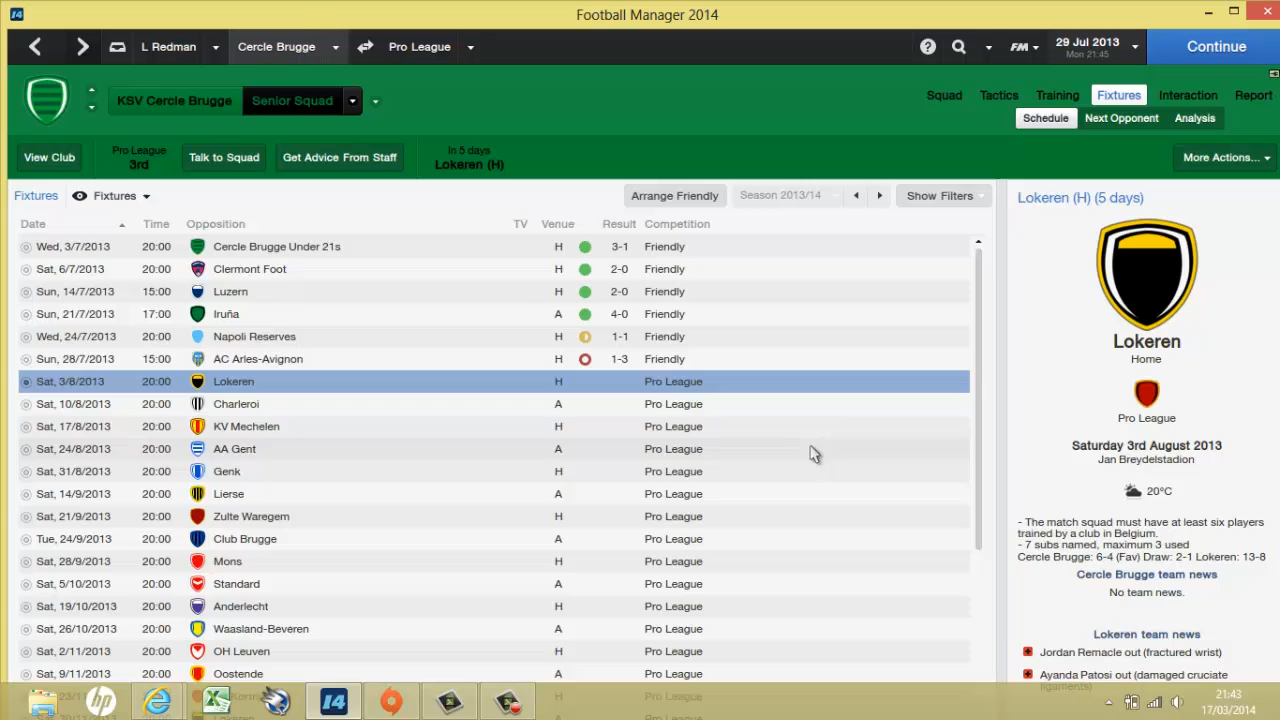 14 Football Manager 2014
L Redman Cercle Brugge Pro League ? FM 29 Jul 2013 Continue
Mon 21:45
KSV Cercle Brugge Senior Squad Squad Tactics Training Fixtures Interaction Report
Schedule Next Opponent Analysis
View Club Pro League Talk to Squad Get Advice From Staff In 5 days More Actions...
3rd Lokeren (H)
Fixtures Fixtures Arrange Friendly Season 2013/14 Show Filters
Date Time Opposition TV Venue Result Competition
Wed, 3/7/2013 20:00 Cercle Brugge Under 21s H 3-1 Friendly
Sat, 6/7/2013 20:00 Clermont Foot H 2-0 Friendly
Sun, 14/7/2013 15:00 Luzern H 2-0 Friendly
Sun, 21/7/2013 17:00 Iruña A 4-0 Friendly
Wed, 24/7/2013 20:00 Napoli Reserves H 1-1 Friendly
Sun, 28/7/2013 15:00 AC Arles-Avignon H 1-3 Friendly
Sat, 3/8/2013 20:00 Lokeren H Pro League
Sat, 10/8/2013 20:00 Charleroi A Pro League
Sat, 17/8/2013 20:00 KV Mechelen H Pro League
Sat, 24/8/2013 20:00 AA Gent A Pro League
Sat, 31/8/2013 20:00 Genk H Pro League
Sat, 14/9/2013 20:00 Lierse A Pro League
Sat, 21/9/2013 20:00 Zulte Waregem H Pro League
Tue, 24/9/2013 20:00 Club Brugge A Pro League
Sat, 28/9/2013 20:00 Mons H Pro League
Sat, 5/10/2013 20:00 Standard A Pro League
Sat, 19/10/2013 20:00 Anderlecht H Pro League
Sat, 26/10/2013 20:00 Waasland-Beveren A Pro League
Sat, 2/11/2013 20:00 OH Leuven H Pro League
Sat, 9/11/2013 20:00 Oostende A Pro League
Lokeren (H) (5 days)
Lokeren
Home
Pro League
Saturday 3rd August 2013
Jan Breydelstadion
20°C
- The match squad must have at least six players
trained by a club in Belgium.
- 7 subs named, maximum 3 used
Cercle Brugge: 6-4 (Fav) Draw: 2-1 Lokeren: 13-8
Cercle Brugge team news
No team news.
Lokeren team news
Jordan Remacle out (fractured wrist)
Ayanda Patosi out (damaged cruciate
ligaments)
hp 14
21:43
17/03/2014